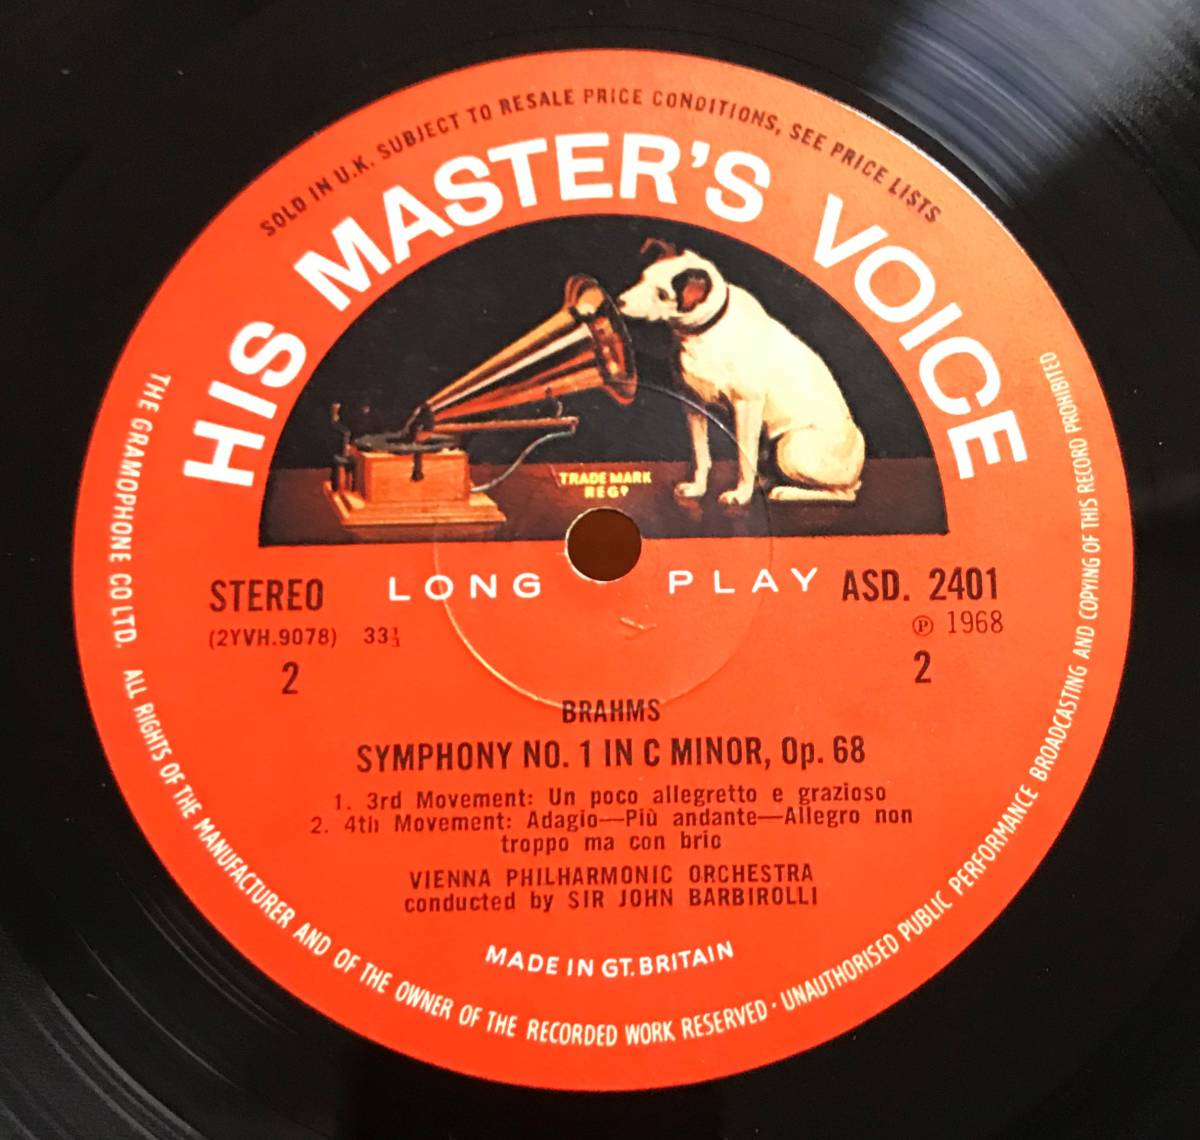 SOLD IN U.K. SUBJECT TO RESALE PRICE CONDITIONS, SEE PRICE LISTS
HIS MASTER'S VOICE
TRADE MARK
REGD
LONG PLAY
STEREO
ASD. 2401
(2YVH.9078) 33⅓
℗ 1968
2
2
BRAHMS
SYMPHONY NO. 1 IN C MINOR, Op. 68
1. 3rd Movement: Un poco allegretto e grazioso
2. 4th Movement: Adagio—Più andante—Allegro non
troppo ma con bric
VIENNA PHILHARMONIC ORCHESTRA
conducted by SIR JOHN BARBIROLLI
MADE IN GT. BRITAIN
THE GRAMOPHONE CO LTD. ALL RIGHTS OF THE MANUFACTURER AND OF THE OWNER OF THE RECORDED WORK RESERVED · UNAUTHORISED PUBLIC PERFORMANCE BROADCASTING AND COPYING OF THIS RECORD PROHIBITED